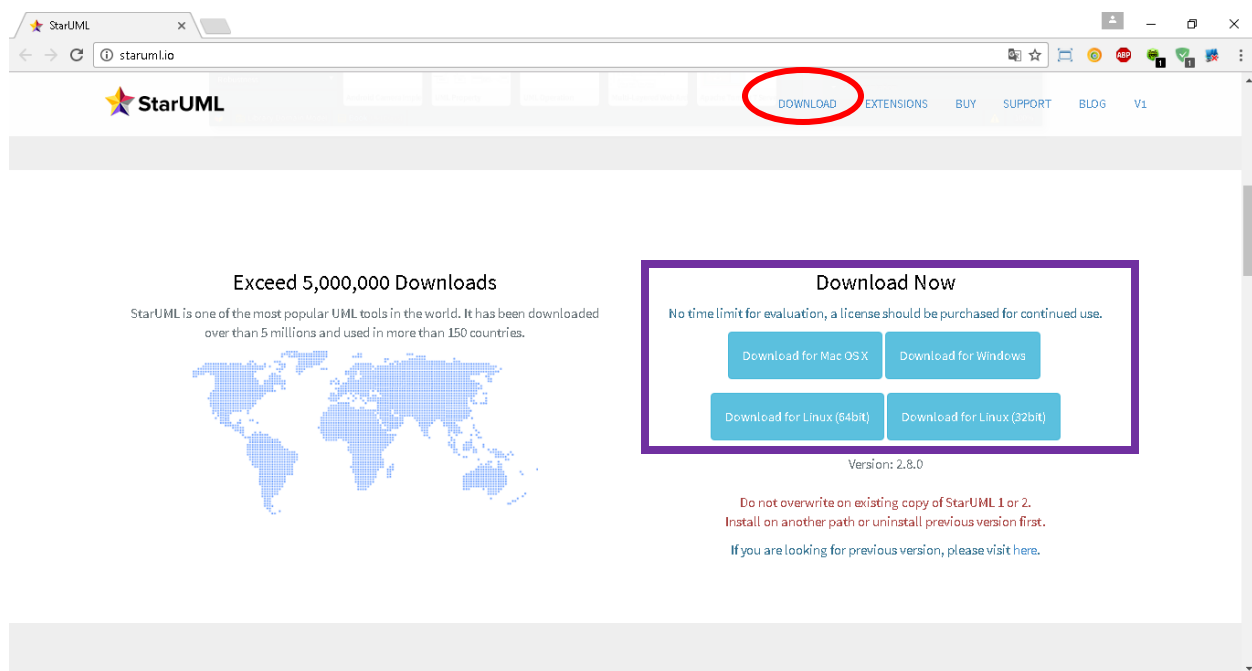 StarUML
staruml.io
StarUML
DOWNLOAD EXTENSIONS BUY SUPPORT BLOG V1
Exceed 5,000,000 Downloads
StarUML is one of the most popular UML tools in the world. It has been downloaded
over than 5 millions and used in more than 150 countries.
Download Now
No time limit for evaluation, a license should be purchased for continued use.
Download for Mac OS X Download for Windows
Download for Linux (64bit) Download for Linux (32bit)
Version: 2.8.0
Do not overwrite on existing copy of StarUML 1 or 2.
Install on another path or uninstall previous version first.
If you are looking for previous version, please visit here.